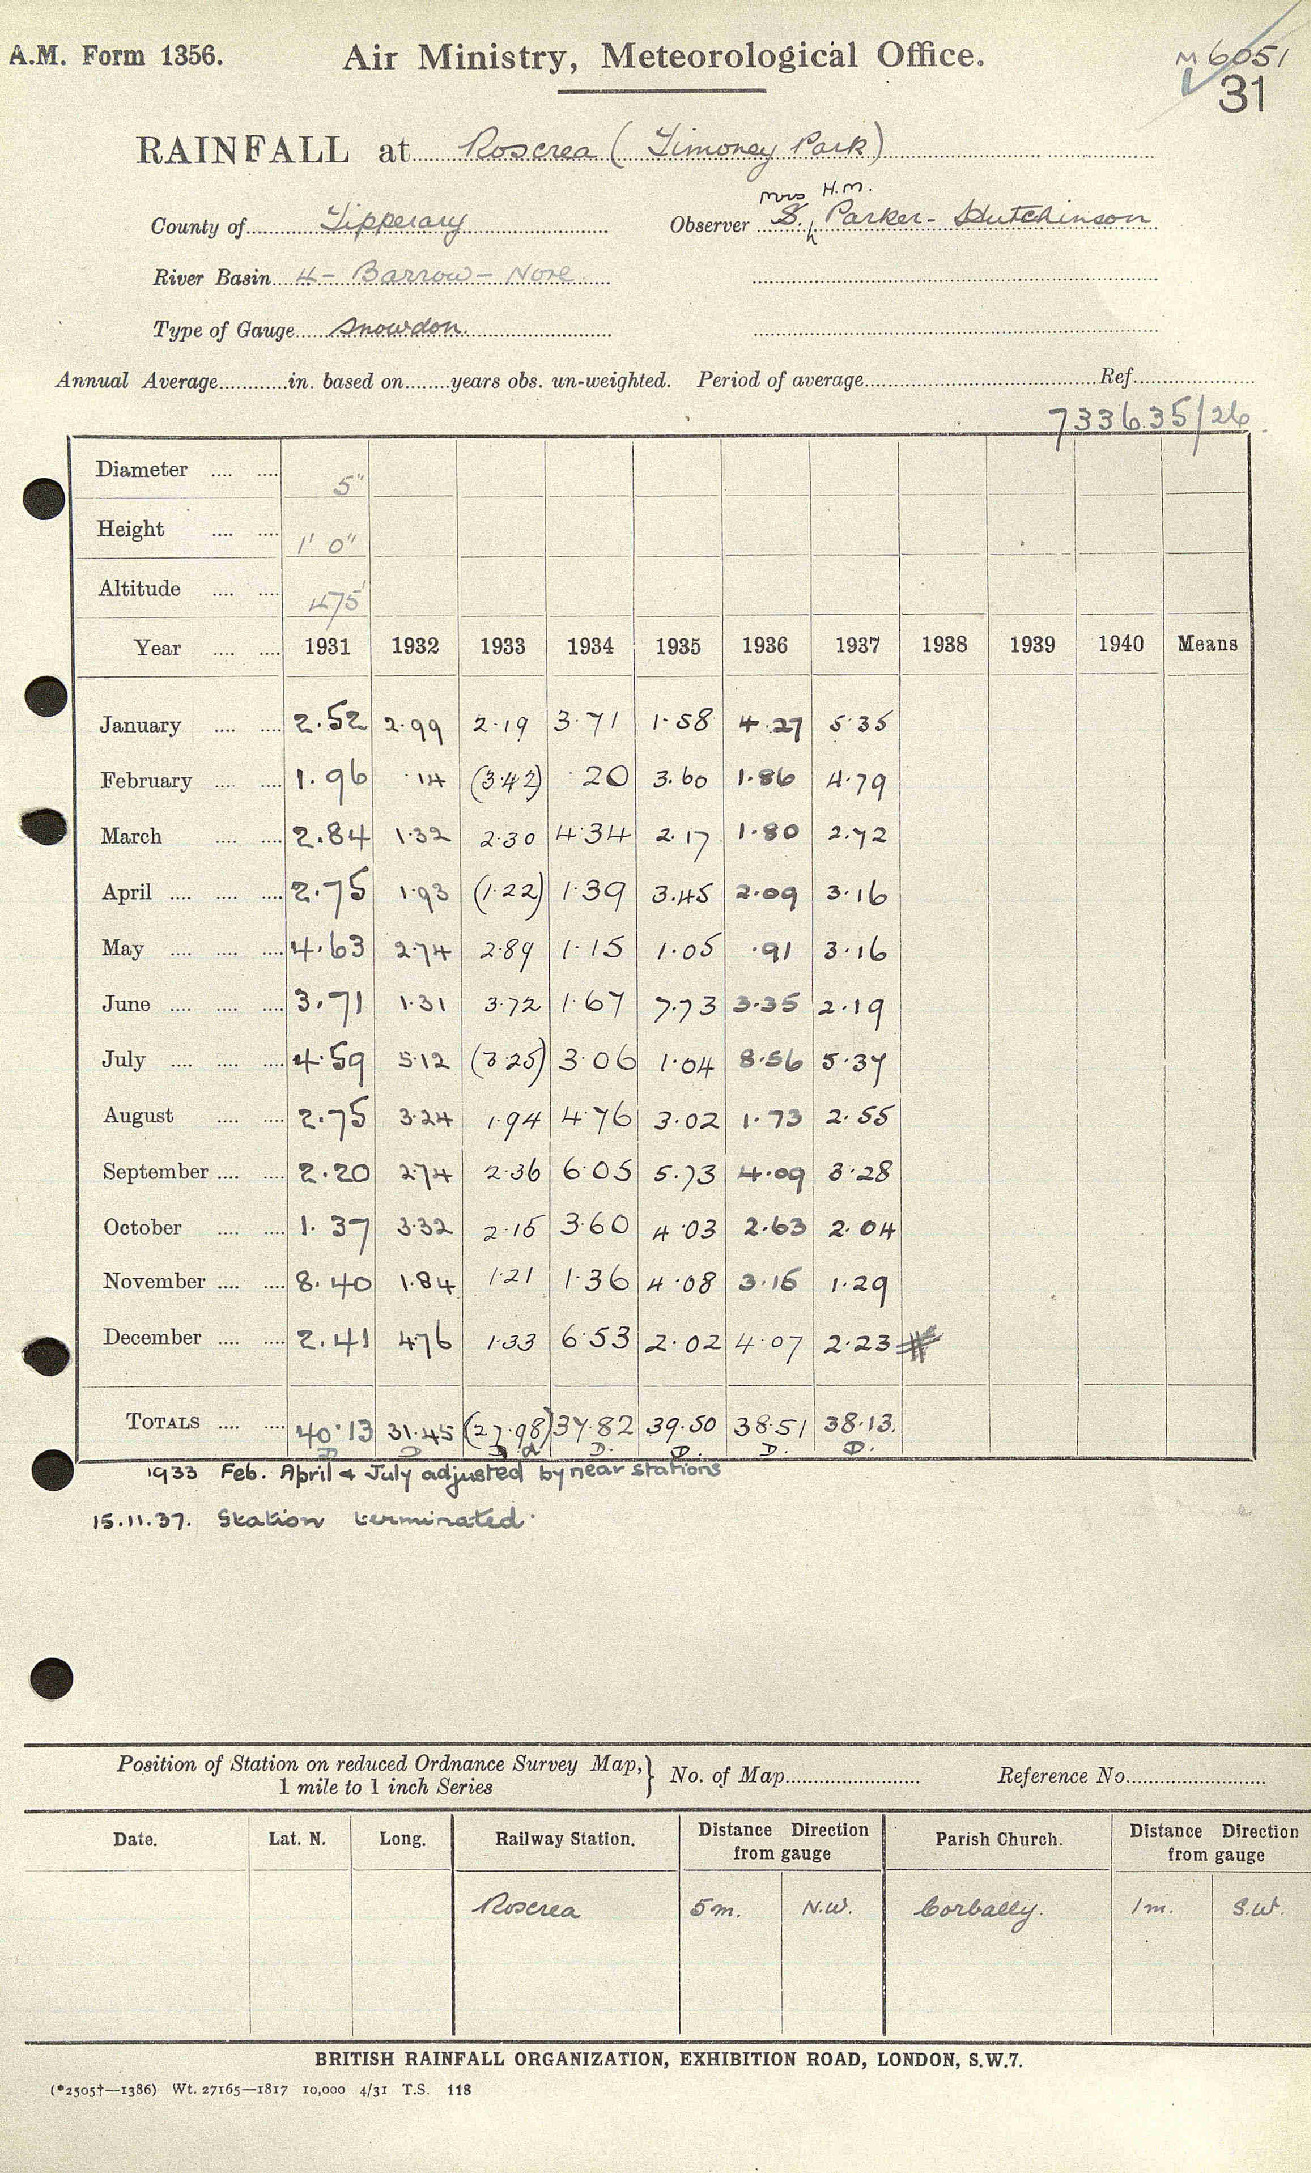 A.M. Form 1356. Air Ministry, Meteorological Office. M 6051
31
RAINFALL at Roscrea (Timoney Park)
Mrs H.M.
County of Tipperary Observer S. Parker-Hutchinson
River Basin 4 - Barrow - Nore
Type of Gauge Snowdon.
Annual Average............in. based on........years obs. un-weighted. Period of average.................... Ref....................
733635/26
Diameter .... .... 5"
Height .... .... 1' 0"
Altitude .... .... 475'
Year .... .... 1931 1932 1933 1934 1935 1936 1937 1938 1939 1940 Means
January .... .... 2.52 2.99 2.19 3.71 1.58 4.27 5.35
February .... .... 1.96 .14 (3.42) .20 3.60 1.86 4.79
March .... .... 2.84 1.32 2.30 4.34 2.17 1.80 2.72
April .... .... .... 2.75 1.93 (1.22) 1.39 3.45 2.09 3.16
May .... .... .... 4.63 2.74 2.89 1.15 1.05 .91 3.16
June .... .... .... 3.71 1.31 3.72 1.67 7.73 3.35 2.19
July .... .... .... 4.59 5.12 (3.25) 3.06 1.04 8.56 5.37
August .... .... 2.75 3.24 1.94 4.76 3.02 1.73 2.55
September .... .... 2.20 2.74 2.36 6.05 5.73 4.09 3.28
October .... .... 1.37 3.32 2.15 3.60 4.03 2.63 2.04
November .... .... 8.40 1.84 1.21 1.36 4.08 3.15 1.29
December .... .... 2.41 4.76 1.33 6.53 2.02 4.07 2.23 #
TOTALS .... .... 40.13 31.45 (27.98) 37.82 39.50 38.51 38.13.
D D D d D. D. D. D.
1933 Feb. April & July adjusted by near stations
15.11.37. Station terminated.
Position of Station on reduced Ordnance Survey Map, 1 mile to 1 inch Series } No. of Map........................ Reference No.........................
Date. Lat. N. Long. Railway Station. Distance Direction from gauge Parish Church. Distance Direction from gauge
Roscrea 5 m. N.W. Corbally. 1 m. S.W.
BRITISH RAINFALL ORGANIZATION, EXHIBITION ROAD, LONDON, S.W.7.
(*2505†—1386) Wt. 27165—1817 10,000 4/31 T.S. 118